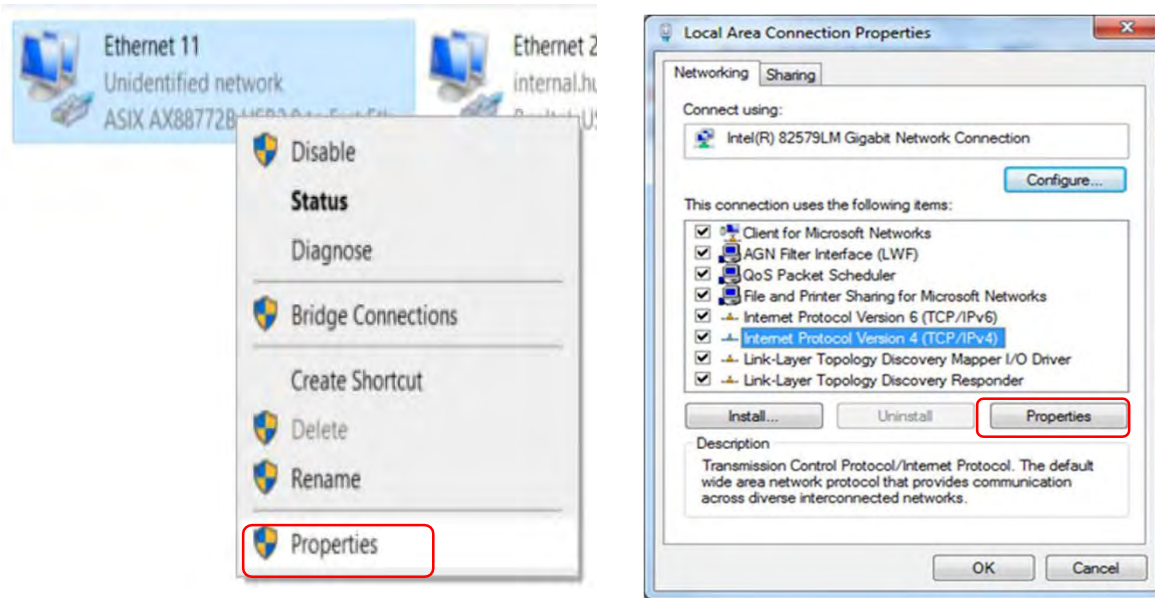 Ethernet 11
Unidentified network
ASIX AX88772B
Disable
Status
Diagnose
Bridge Connections
Create Shortcut
Delete
Rename
Properties
Ethernet 2
Local Area Connection Properties
Networking
Sharing
Connect using:
Intel(R) 82579LM Gigabit Network Connection
Configure...
This connection uses the following items:
Client for Microsoft Networks
AGN Filter Interface (LWF)
QoS Packet Scheduler
File and Printer Sharing for Microsoft Networks
Internet Protocol Version 6 (TCP/IPv6)
Internet Protocol Version 4 (TCP/IPv4)
Link-Layer Topology Discovery Mapper I/O Driver
Link-Layer Topology Discovery Responder
Install...
Uninstall
Properties
Description
Transmission Control Protocol/Internet Protocol. The default
wide area network protocol that provides communication
across diverse interconnected networks.
OK
Cancel